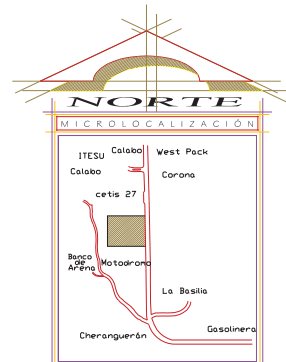 NORTE
MICROLOCALIZACIÓN
Calabo
West Pack
ITESU
Calabo
Corona
cetis 27
Banco
de
Arena
Motodromo
La Basilia
Gasolinera
Cheranguerán